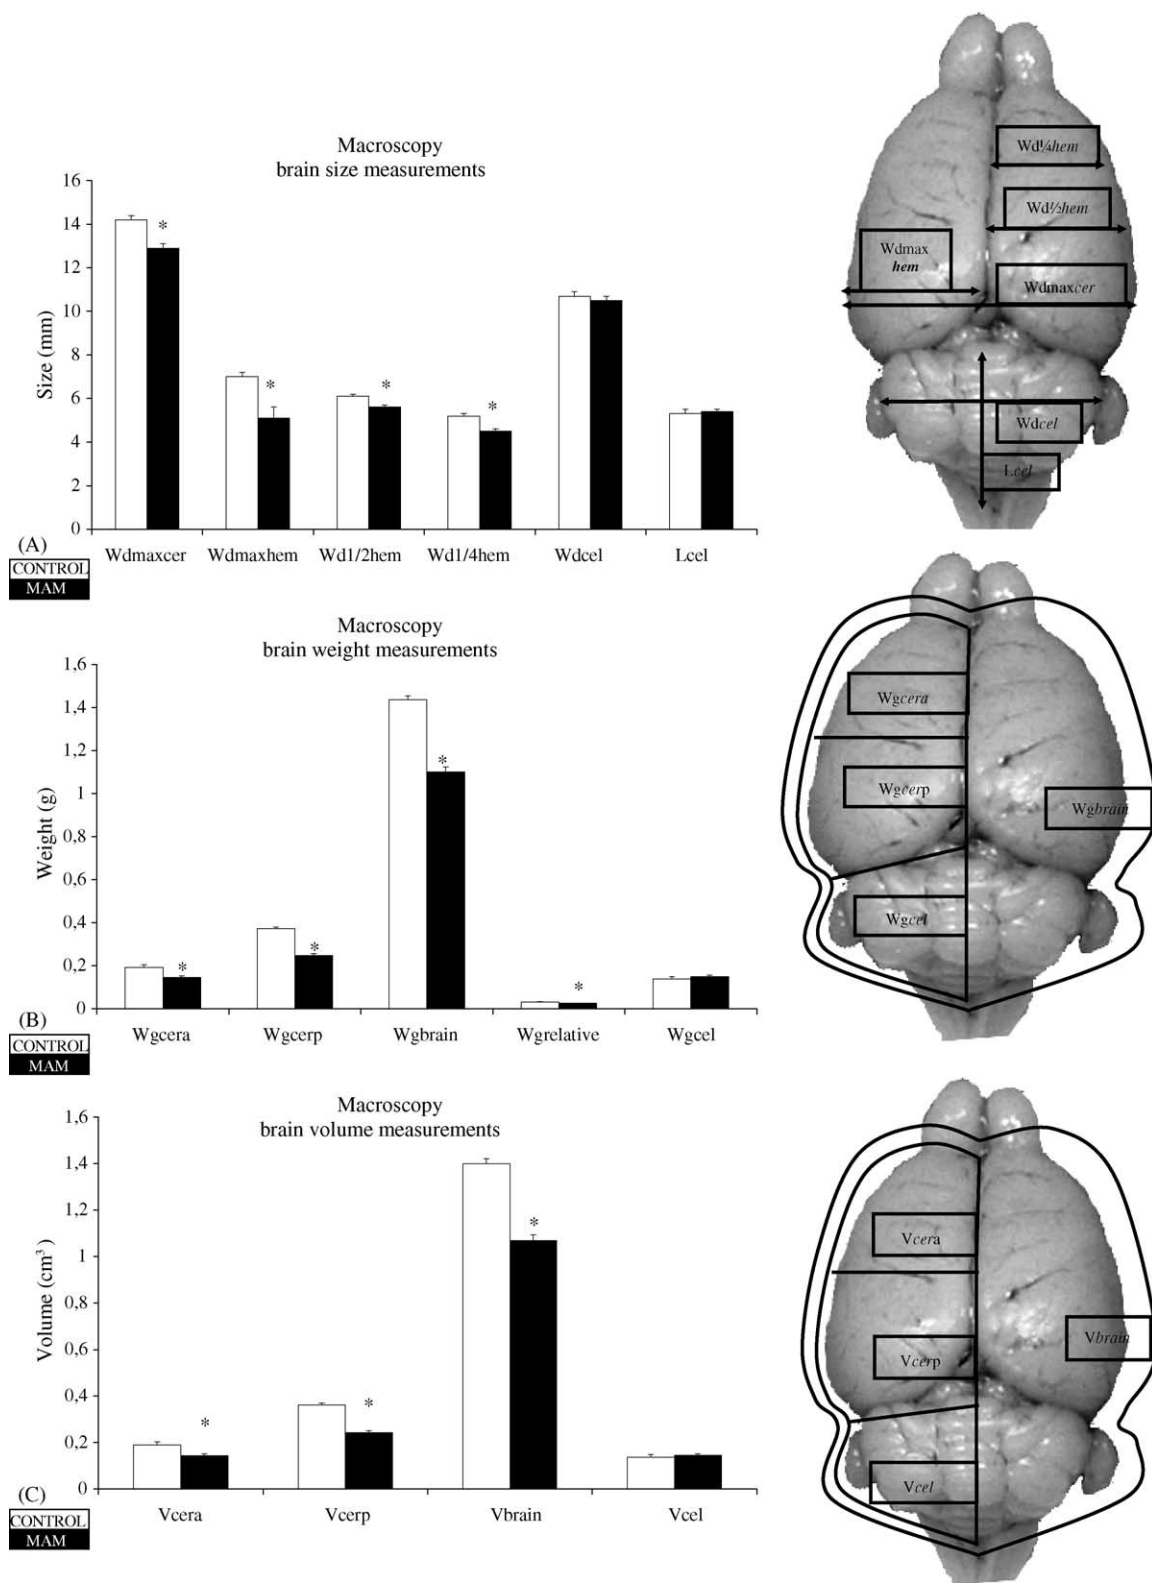 Macroscopy
brain size measurements
16
14
12
10
8
6
4
2
0
Size (mm)
*
*
*
*
Wdmaxcer
Wdmaxhem
Wd1/2hem
Wd1/4hem
Wdcel
Lcel
(A)
CONTROL
MAM
Wd¼hem
Wd½hem
Wdmax
hem
Wdmaxcer
Wdcel
Lcel
Macroscopy
brain weight measurements
1,6
1,4
1,2
1
0,8
0,6
0,4
0,2
0
Weight (g)
*
*
*
*
Wgcera
Wgcerp
Wgbrain
Wgrelative
Wgcel
(B)
CONTROL
MAM
Wgcera
Wgcerp
Wgbrain
Wgcel
Macroscopy
brain volume measurements
1,6
1,4
1,2
1
0,8
0,6
0,4
0,2
0
Volume (cm³)
*
*
*
Vcera
Vcerp
Vbrain
Vcel
(C)
CONTROL
MAM
Vcera
Vcerp
Vbrain
Vcel